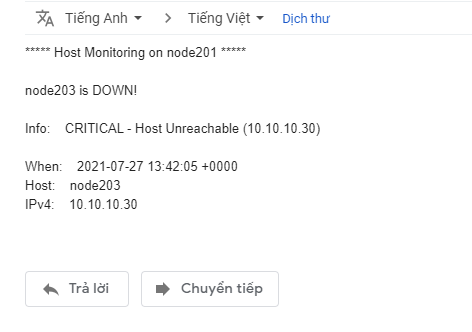 Tiếng Anh > Tiếng Việt Dịch thư
***** Host Monitoring on node201 *****
node203 is DOWN!
Info: CRITICAL - Host Unreachable (10.10.10.30)
When: 2021-07-27 13:42:05 +0000
Host: node203
IPv4: 10.10.10.30
Trả lời Chuyển tiếp